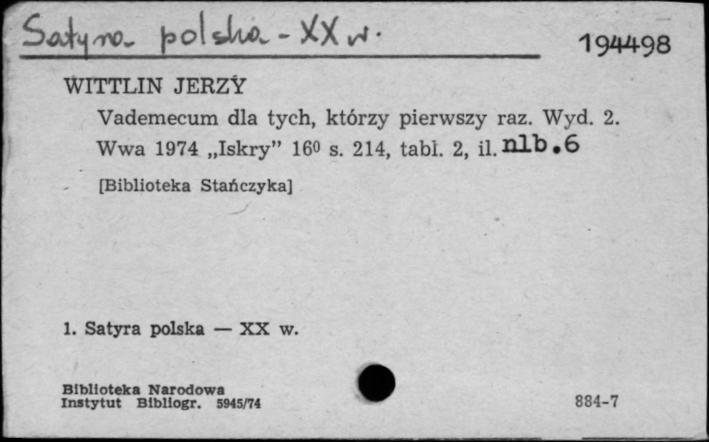 Satyra polska - XX w.
194498
WITTLIN JERZY
Vademecum dla tych, którzy pierwszy raz. Wyd. 2.
Wwa 1974 „Iskry” 16⁰ s. 214, tabl. 2, il. nlb.6
[Biblioteka Stańczyka]
1. Satyra polska — XX w.
Biblioteka Narodowa
Instytut Bibliogr. 5945/74
884-7